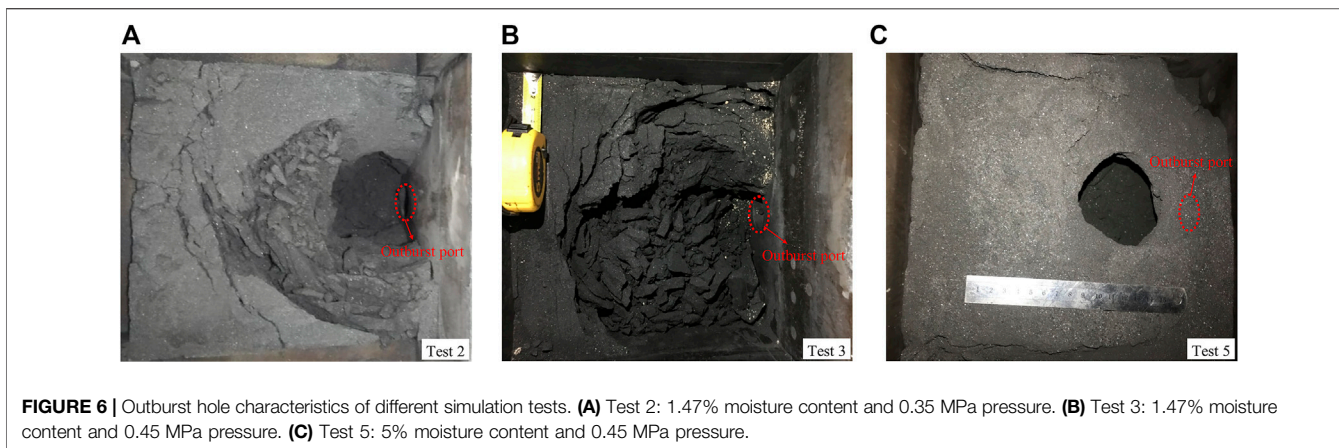 A
B
C
Outburst port
Outburst port
Outburst port
Test 2
Test 3
Test 5
FIGURE 6 | Outburst hole characteristics of different simulation tests. (A) Test 2: 1.47% moisture content and 0.35 MPa pressure. (B) Test 3: 1.47% moisture
content and 0.45 MPa pressure. (C) Test 5: 5% moisture content and 0.45 MPa pressure.